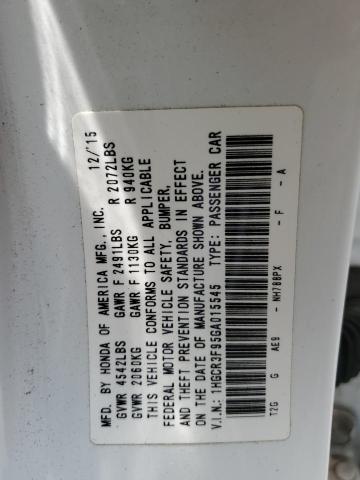 MFD. BY HONDA OF AMERICA MFG., INC. 12/'15
GVWR 4542LBS GAWR F 2491LBS R 2072LBS
GVWR 2060KG GAWR F 1130KG R 940KG
THIS VEHICLE CONFORMS TO ALL APPLICABLE
FEDERAL MOTOR VEHICLE SAFETY, BUMPER,
AND THEFT PREVENTION STANDARDS IN EFFECT
ON THE DATE OF MANUFACTURE SHOWN ABOVE.
V.I.N.: 1HGCR3F95GA015545 TYPE: PASSENGER CAR
T2G G AE9 - NH788PX - F - A